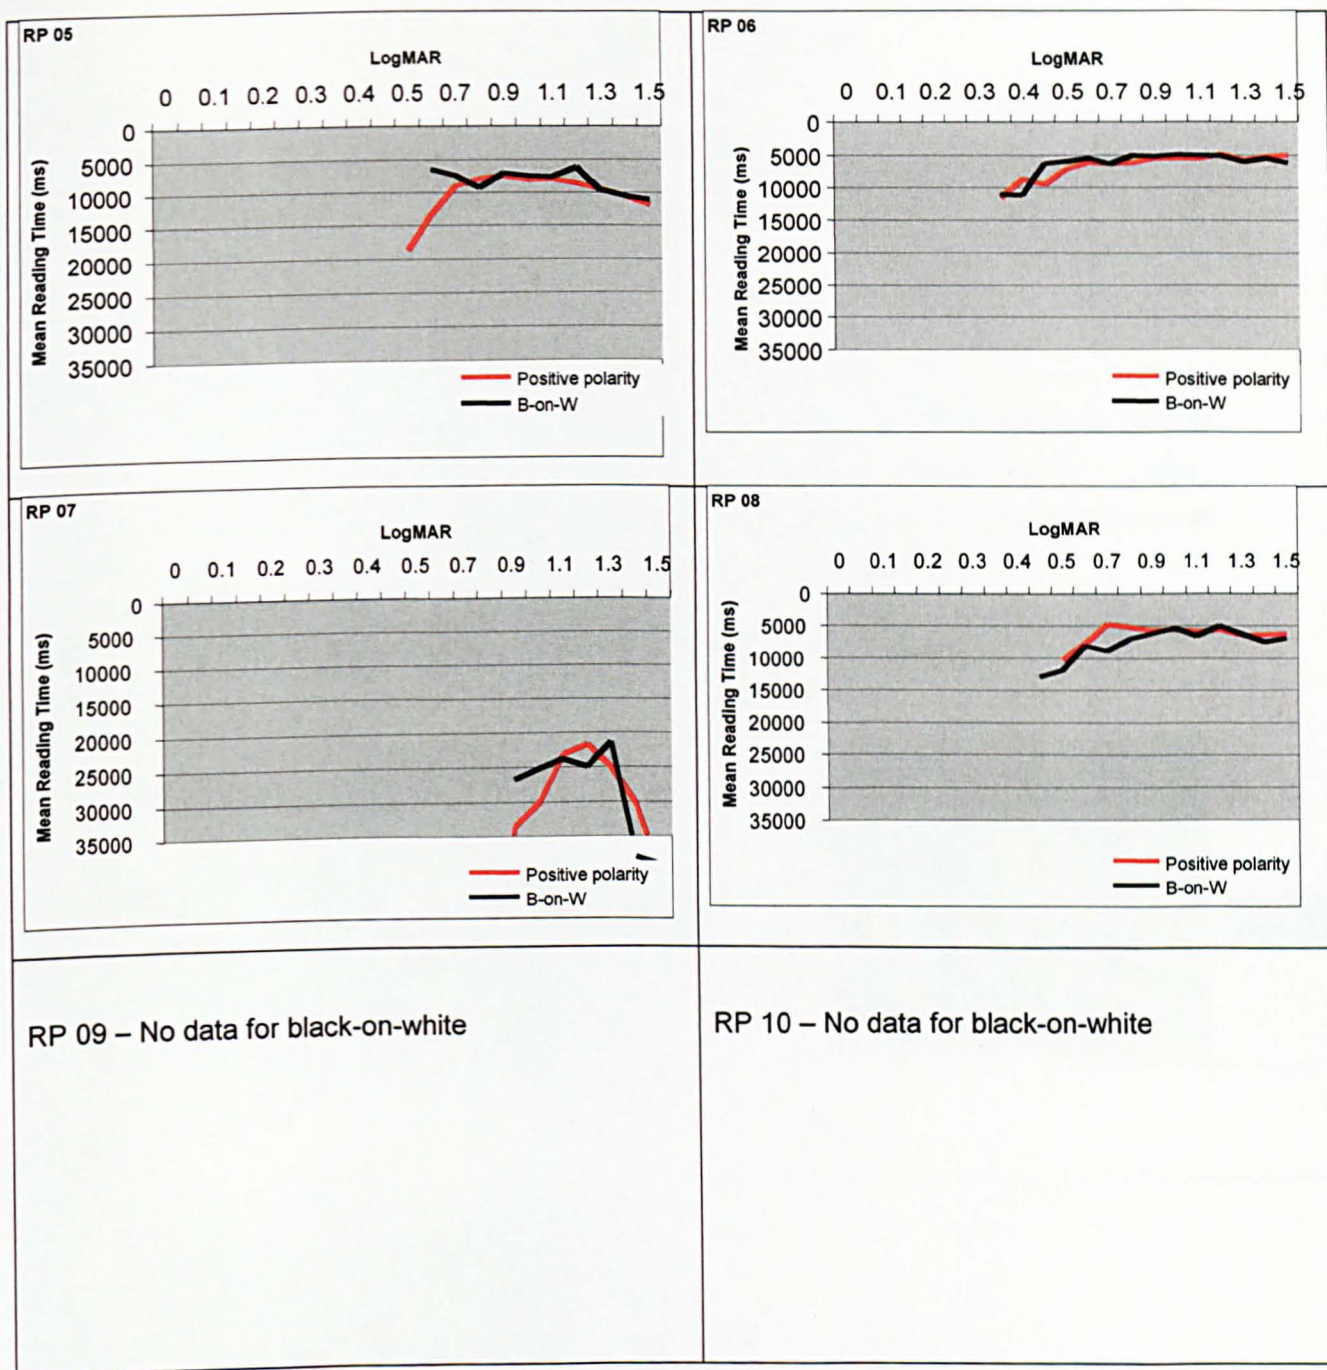 RP 05
LogMAR
0 0.1 0.2 0.3 0.4 0.5 0.7 0.9 1.1 1.3 1.5
Mean Reading Time (ms)
0
5000
10000
15000
20000
25000
30000
35000
Positive polarity
B-on-W
RP 06
LogMAR
0 0.1 0.2 0.3 0.4 0.5 0.7 0.9 1.1 1.3 1.5
Mean Reading Time (ms)
0
5000
10000
15000
20000
25000
30000
35000
Positive polarity
B-on-W
RP 07
LogMAR
0 0.1 0.2 0.3 0.4 0.5 0.7 0.9 1.1 1.3 1.5
Mean Reading Time (ms)
0
5000
10000
15000
20000
25000
30000
35000
Positive polarity
B-on-W
RP 08
LogMAR
0 0.1 0.2 0.3 0.4 0.5 0.7 0.9 1.1 1.3 1.5
Mean Reading Time (ms)
0
5000
10000
15000
20000
25000
30000
35000
Positive polarity
B-on-W
RP 09 – No data for black-on-white
RP 10 – No data for black-on-white